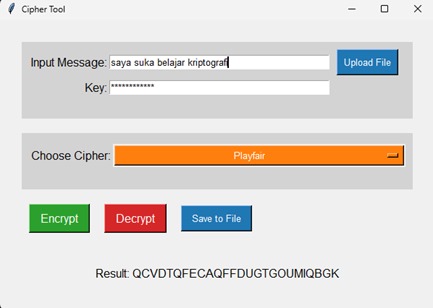 Cipher Tool
Input Message: saya suka belajar kriptografi
Upload File
Key: ************
Choose Cipher: Playfair
Encrypt Decrypt Save to File
Result: QCVDTQFECAQFFDUGTGOUMIQBGK